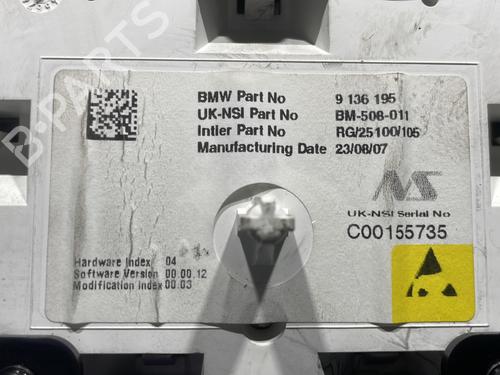 B-PARTS
BMW Part No 9 136 195
UK-NSI Part No BM-508-011
Intier Part No RG/25100/105
Manufacturing Date 23/08/07
NS
UK-NSI Serial No
C00155735
Hardware Index 04
Software Version 00.00.12
Modification Index 00.03